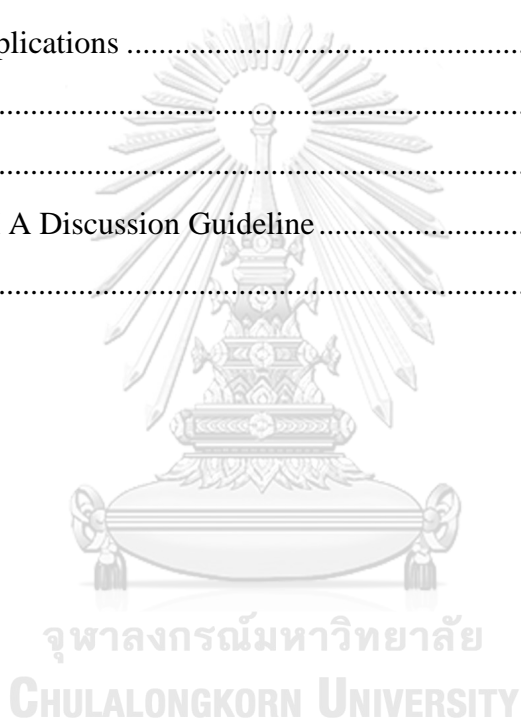 plications ........................................................
........................................................................
........................................................................
A Discussion Guideline ................................
........................................................................
จุฬาลงกรณ์มหาวิทยาลัย
CHULALONGKORN UNIVERSITY